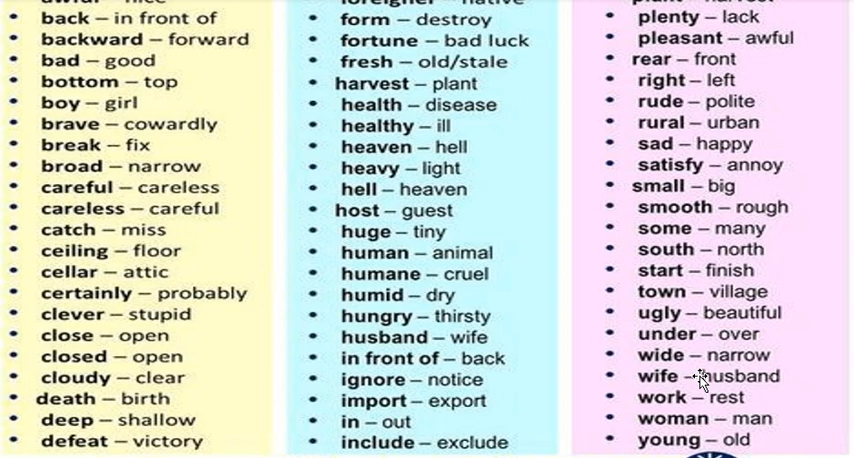 back – in front of
backward – forward
bad – good
bottom – top
boy – girl
brave – cowardly
break – fix
broad – narrow
careful – careless
careless – careful
catch – miss
ceiling – floor
cellar – attic
certainly – probably
clever – stupid
close – open
closed – open
cloudy – clear
death – birth
deep – shallow
defeat – victory
form – destroy
fortune – bad luck
fresh – old/stale
harvest – plant
health – disease
healthy – ill
heaven – hell
heavy – light
hell – heaven
host – guest
huge – tiny
human – animal
humane – cruel
humid – dry
hungry – thirsty
husband – wife
in front of – back
ignore – notice
import – export
in – out
include – exclude
plenty – lack
pleasant – awful
rear – front
right – left
rude – polite
rural – urban
sad – happy
satisfy – annoy
small – big
smooth – rough
some – many
south – north
start – finish
town – village
ugly – beautiful
under – over
wide – narrow
wife – husband
work – rest
woman – man
young – old